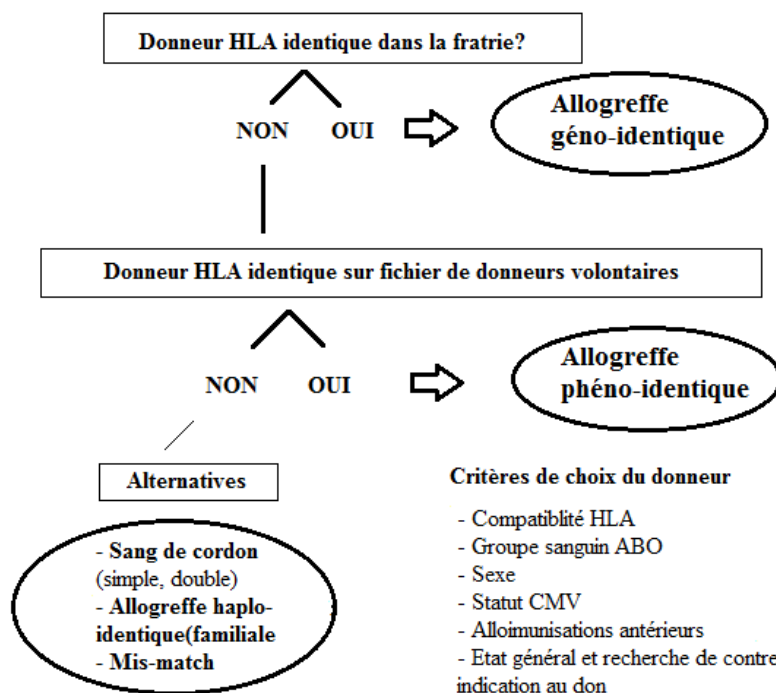 Donneur HLA identique dans la fratrie?
NON OUI
Allogreffe
géno-identique
Donneur HLA identique sur fichier de donneurs volontaires
NON OUI
Allogreffe
phéno-identique
Alternatives
- Sang de cordon
(simple, double)
- Allogreffe haplo-
identique(familiale
- Mis-match
Critères de choix du donneur
- Compatiblité HLA
- Groupe sanguin ABO
- Sexe
- Statut CMV
- Alloimunisations antérieurs
- Etat général et recherche de contre
indication au don